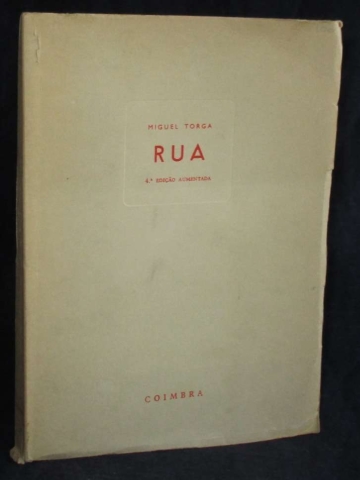 MIGUEL TORGA
RUA
4.ª EDIÇÃO AUMENTADA
COIMBRA